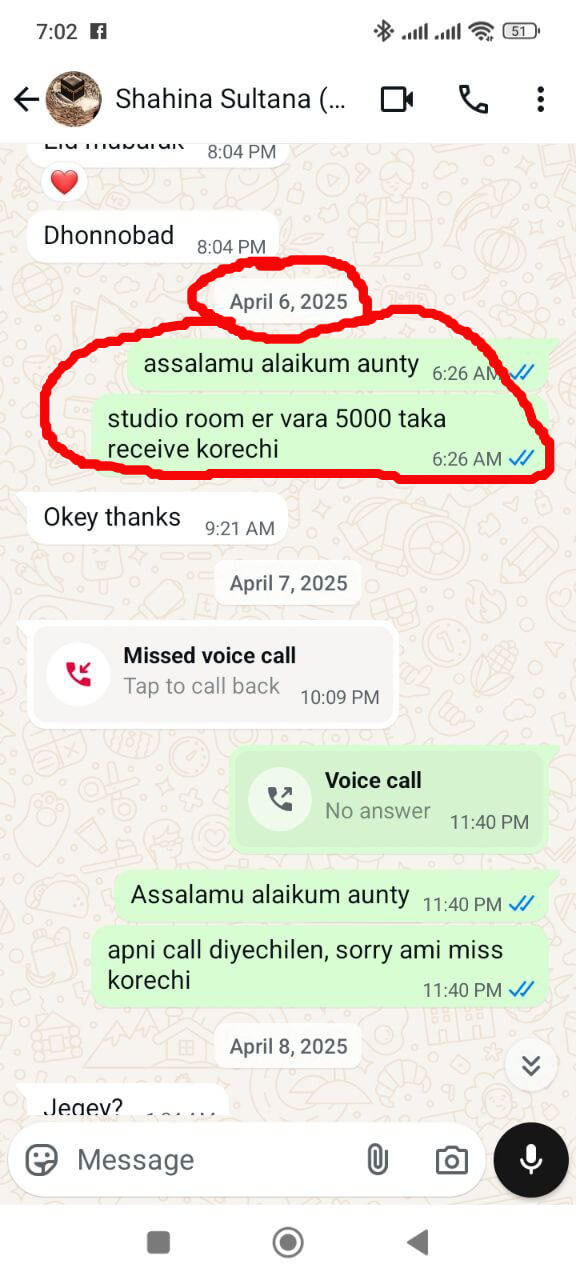 7:02
51
Shahina Sultana (...
Eid mubarak 8:04 PM
Dhonnobad 8:04 PM
April 6, 2025
assalamu alaikum aunty 6:26 AM
studio room er vara 5000 taka
receive korechi 6:26 AM
Okey thanks 9:21 AM
April 7, 2025
Missed voice call
Tap to call back 10:09 PM
Voice call
No answer 11:40 PM
Assalamu alaikum aunty 11:40 PM
apni call diyechilen, sorry ami miss
korechi 11:40 PM
April 8, 2025
Jegey?
Message